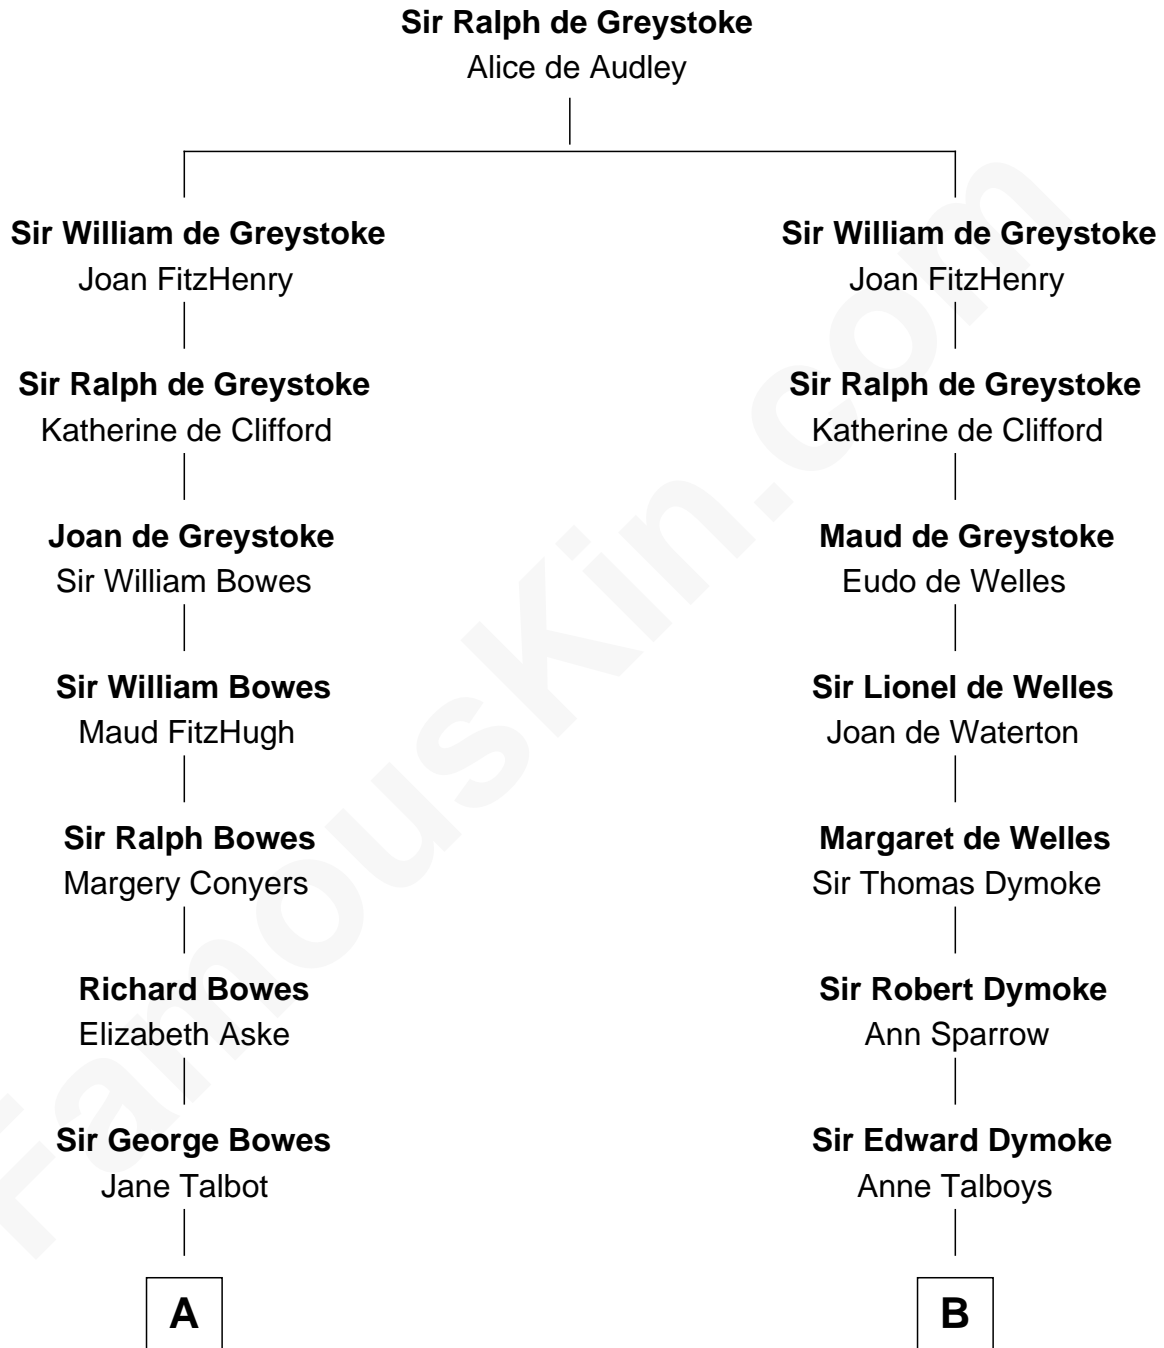 Sir Ralph de Greystoke
Alice de Audley
Sir William de Greystoke
Joan FitzHenry
Sir Ralph de Greystoke
Katherine de Clifford
Joan de Greystoke
Sir William Bowes
Sir William Bowes
Maud FitzHugh
Sir Ralph Bowes
Margery Conyers
Richard Bowes
Elizabeth Aske
Sir George Bowes
Jane Talbot
A
Sir William de Greystoke
Joan FitzHenry
Sir Ralph de Greystoke
Katherine de Clifford
Maud de Greystoke
Eudo de Welles
Sir Lionel de Welles
Joan de Waterton
Margaret de Welles
Sir Thomas Dymoke
Sir Robert Dymoke
Ann Sparrow
Sir Edward Dymoke
Anne Talboys
B
FamousKin.com